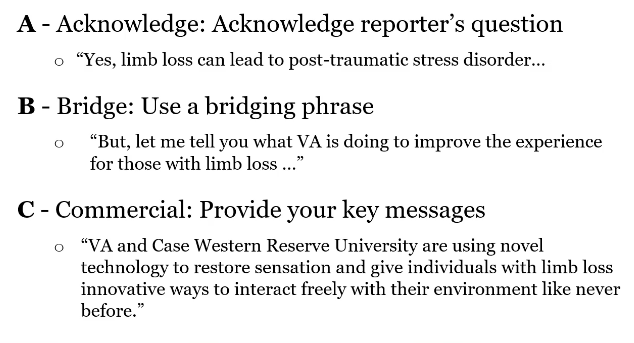 A - Acknowledge: Acknowledge reporter’s question
o “Yes, limb loss can lead to post-traumatic stress disorder...
B - Bridge: Use a bridging phrase
o “But, let me tell you what VA is doing to improve the experience
for those with limb loss ...”
C - Commercial: Provide your key messages
o “VA and Case Western Reserve University are using novel
technology to restore sensation and give individuals with limb loss
innovative ways to interact freely with their environment like never
before.”